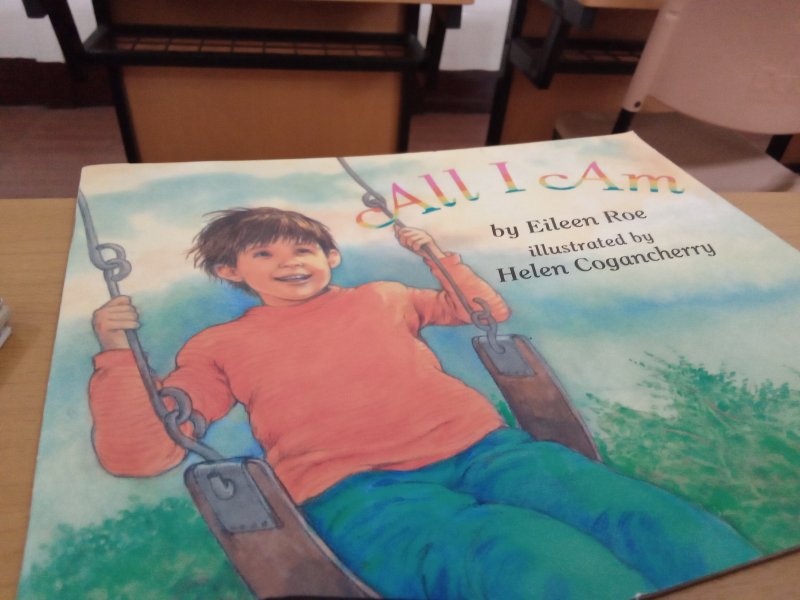 All I Am
by Eileen Roe
illustrated by
Helen Cogancherry